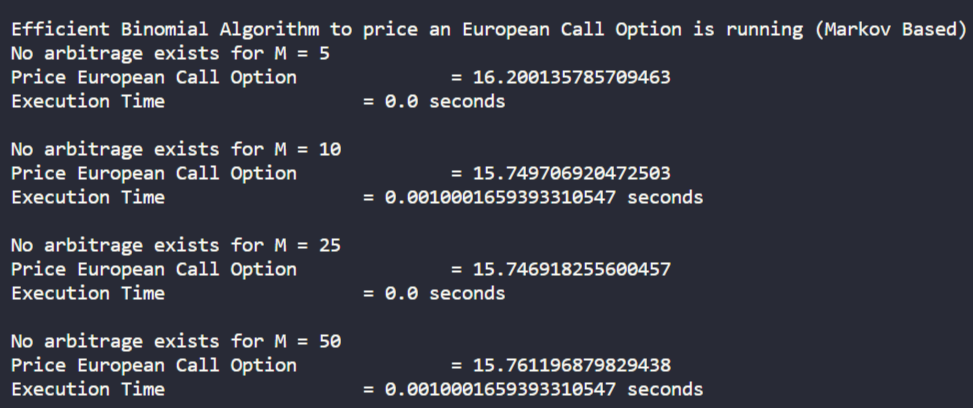 Efficient Binomial Algorithm to price an European Call Option is running (Markov Based)
No arbitrage exists for M = 5
Price European Call Option = 16.200135785709463
Execution Time = 0.0 seconds
No arbitrage exists for M = 10
Price European Call Option = 15.749706920472503
Execution Time = 0.0010001659393310547 seconds
No arbitrage exists for M = 25
Price European Call Option = 15.746918255600457
Execution Time = 0.0 seconds
No arbitrage exists for M = 50
Price European Call Option = 15.761196879829438
Execution Time = 0.0010001659393310547 seconds